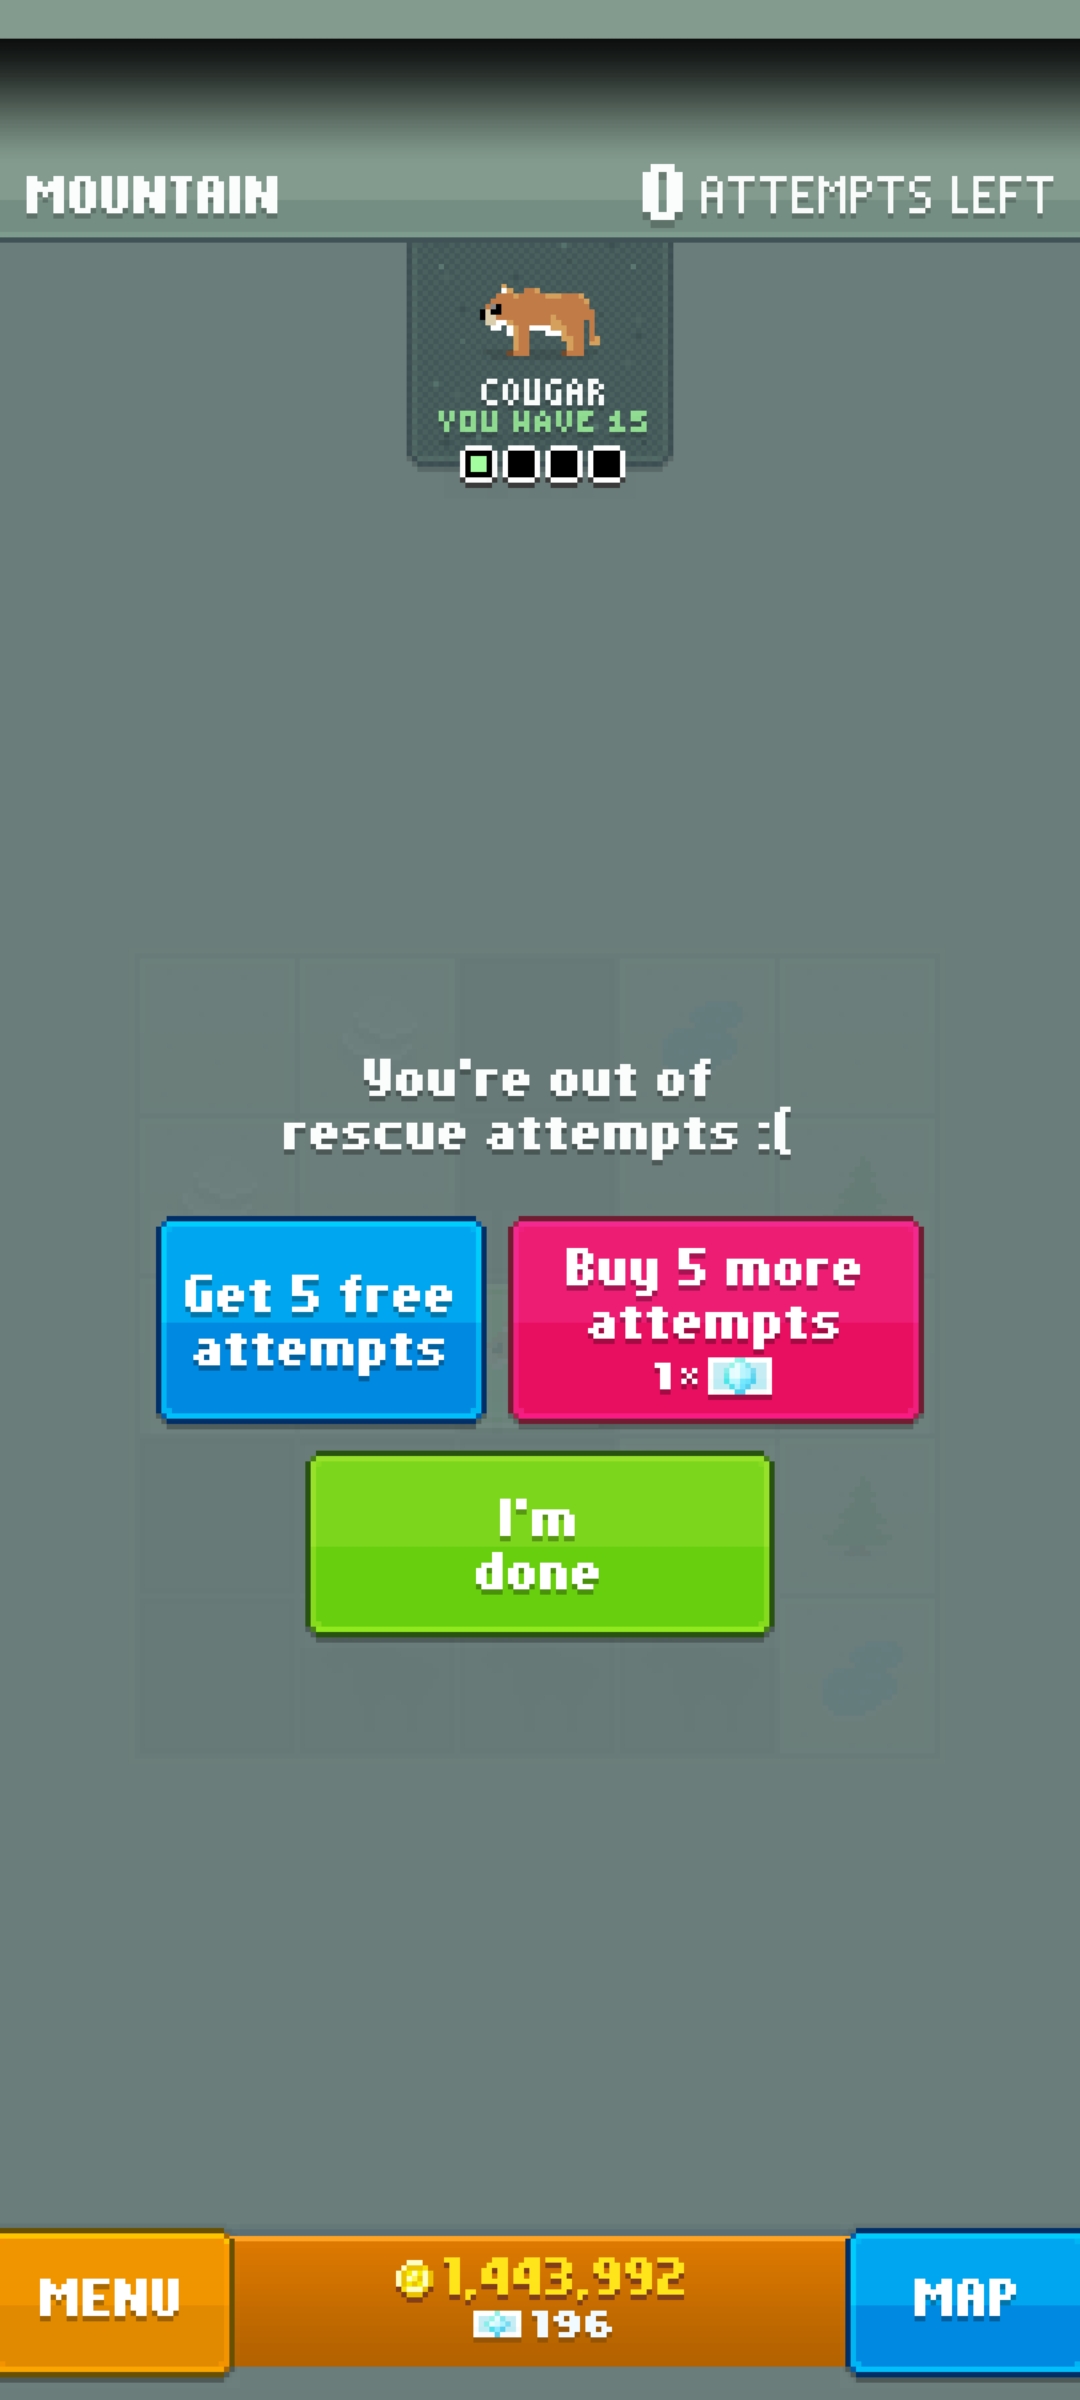 MOUNTAIN
0 ATTEMPTS LEFT
COUGAR
YOU HAVE 15
You're out of
rescue attempts :(
Get 5 free
attempts
Buy 5 more
attempts
1×
I'm
done
MENU
1,443,992
196
MAP